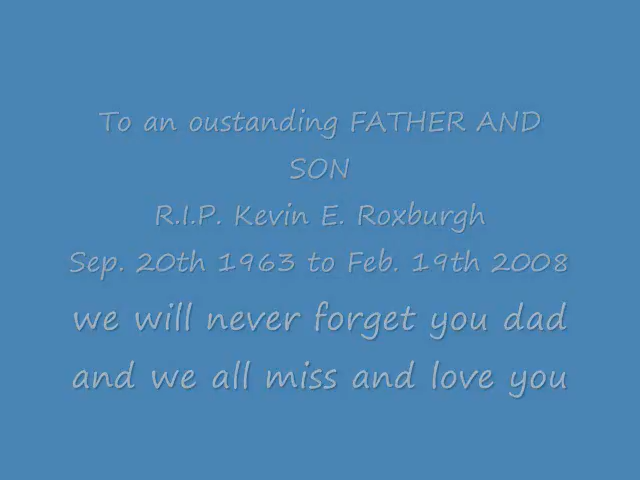 To an oustanding FATHER AND
SON
R.I.P. Kevin E. Roxburgh
Sep. 20th 1963 to Feb. 19th 2008
we will never forget you dad
and we all miss and love you